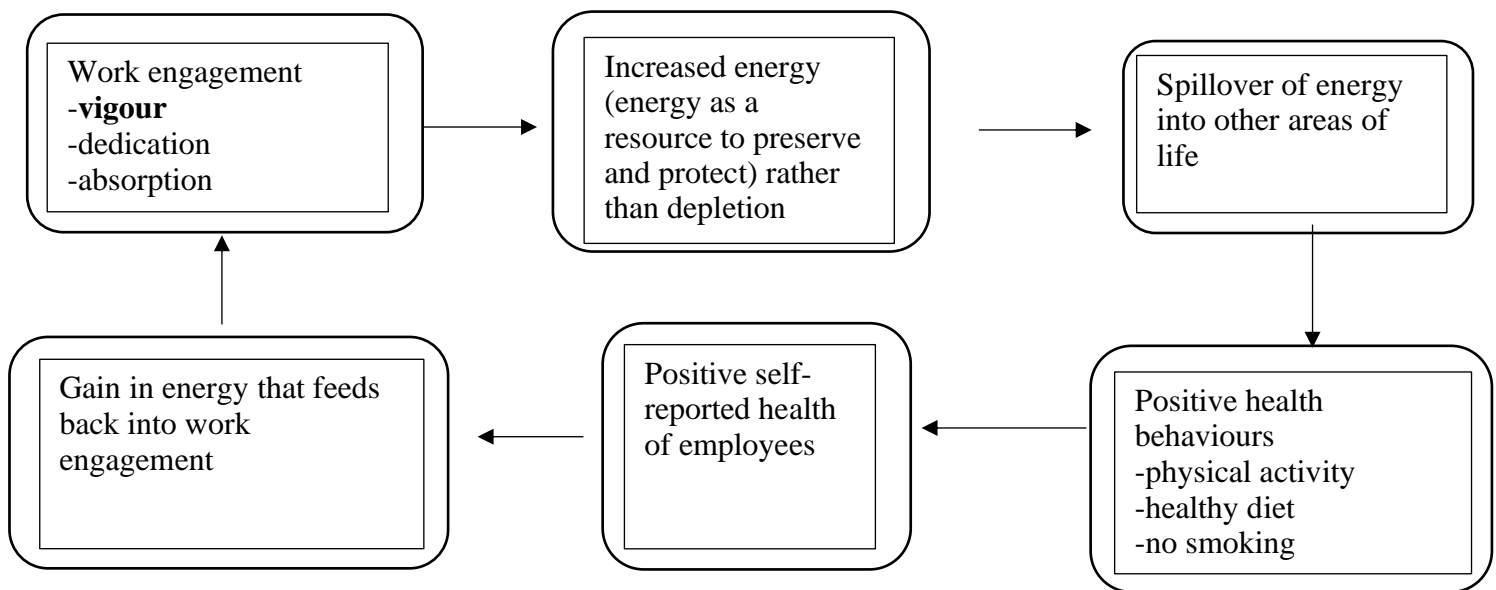 Work engagement
-vigour
-dedication
-absorption
Increased energy
(energy as a
resource to preserve
and protect) rather
than depletion
Spillover of energy
into other areas of
life
Positive health
behaviours
-physical activity
-healthy diet
-no smoking
Positive self-
reported health
of employees
Gain in energy that feeds
back into work
engagement